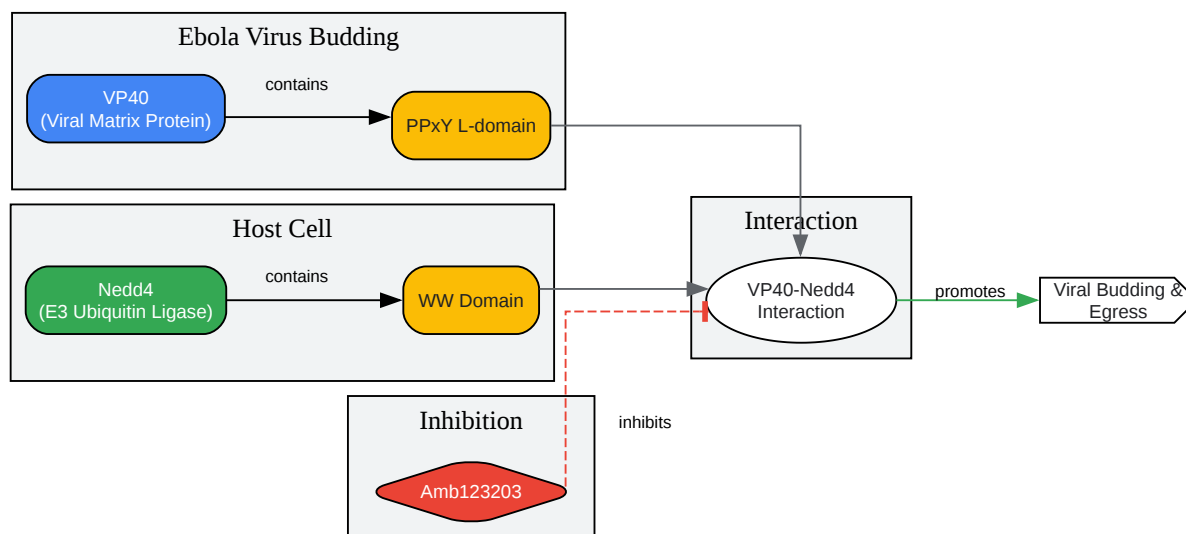 Ebola Virus Budding
VP40
(Viral Matrix Protein)
contains
PPxY L-domain
Host Cell
Nedd4
(E3 Ubiquitin Ligase)
contains
WW Domain
Interaction
VP40-Nedd4
Interaction
promotes
Viral Budding &
Egress
Inhibition
Amb123203
inhibits